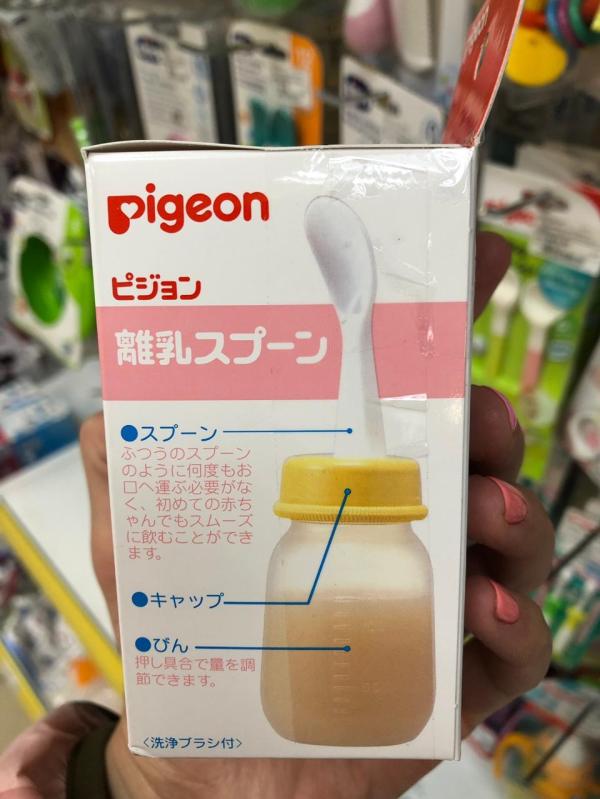 pigeon
ピジョン
離乳スプーン
●スプーン
ふつうのスプーン
のように何度もお
口へ運ぶ必要がな
く、初めての赤ち
ゃんでもスムーズ
に飲むことができ
ます。
●キャップ
●びん
押し具合で量を調
節できます。
〈洗浄ブラシ付〉